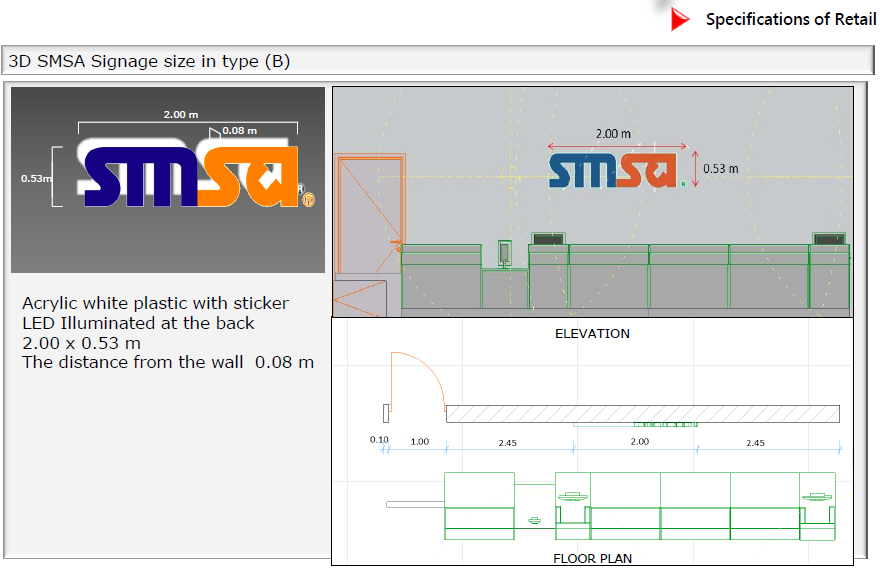 Specifications of Retail
3D SMSA Signage size in type (B)
2.00 m
0.08 m
0.53m
smsa
R
®
2.00 m
smsa
0.53 m
Acrylic white plastic with sticker
LED Illuminated at the back
2.00 x 0.53 m
The distance from the wall 0.08 m
ELEVATION
0.10
1.00
2.45
2.00
2.45
FLOOR PLAN